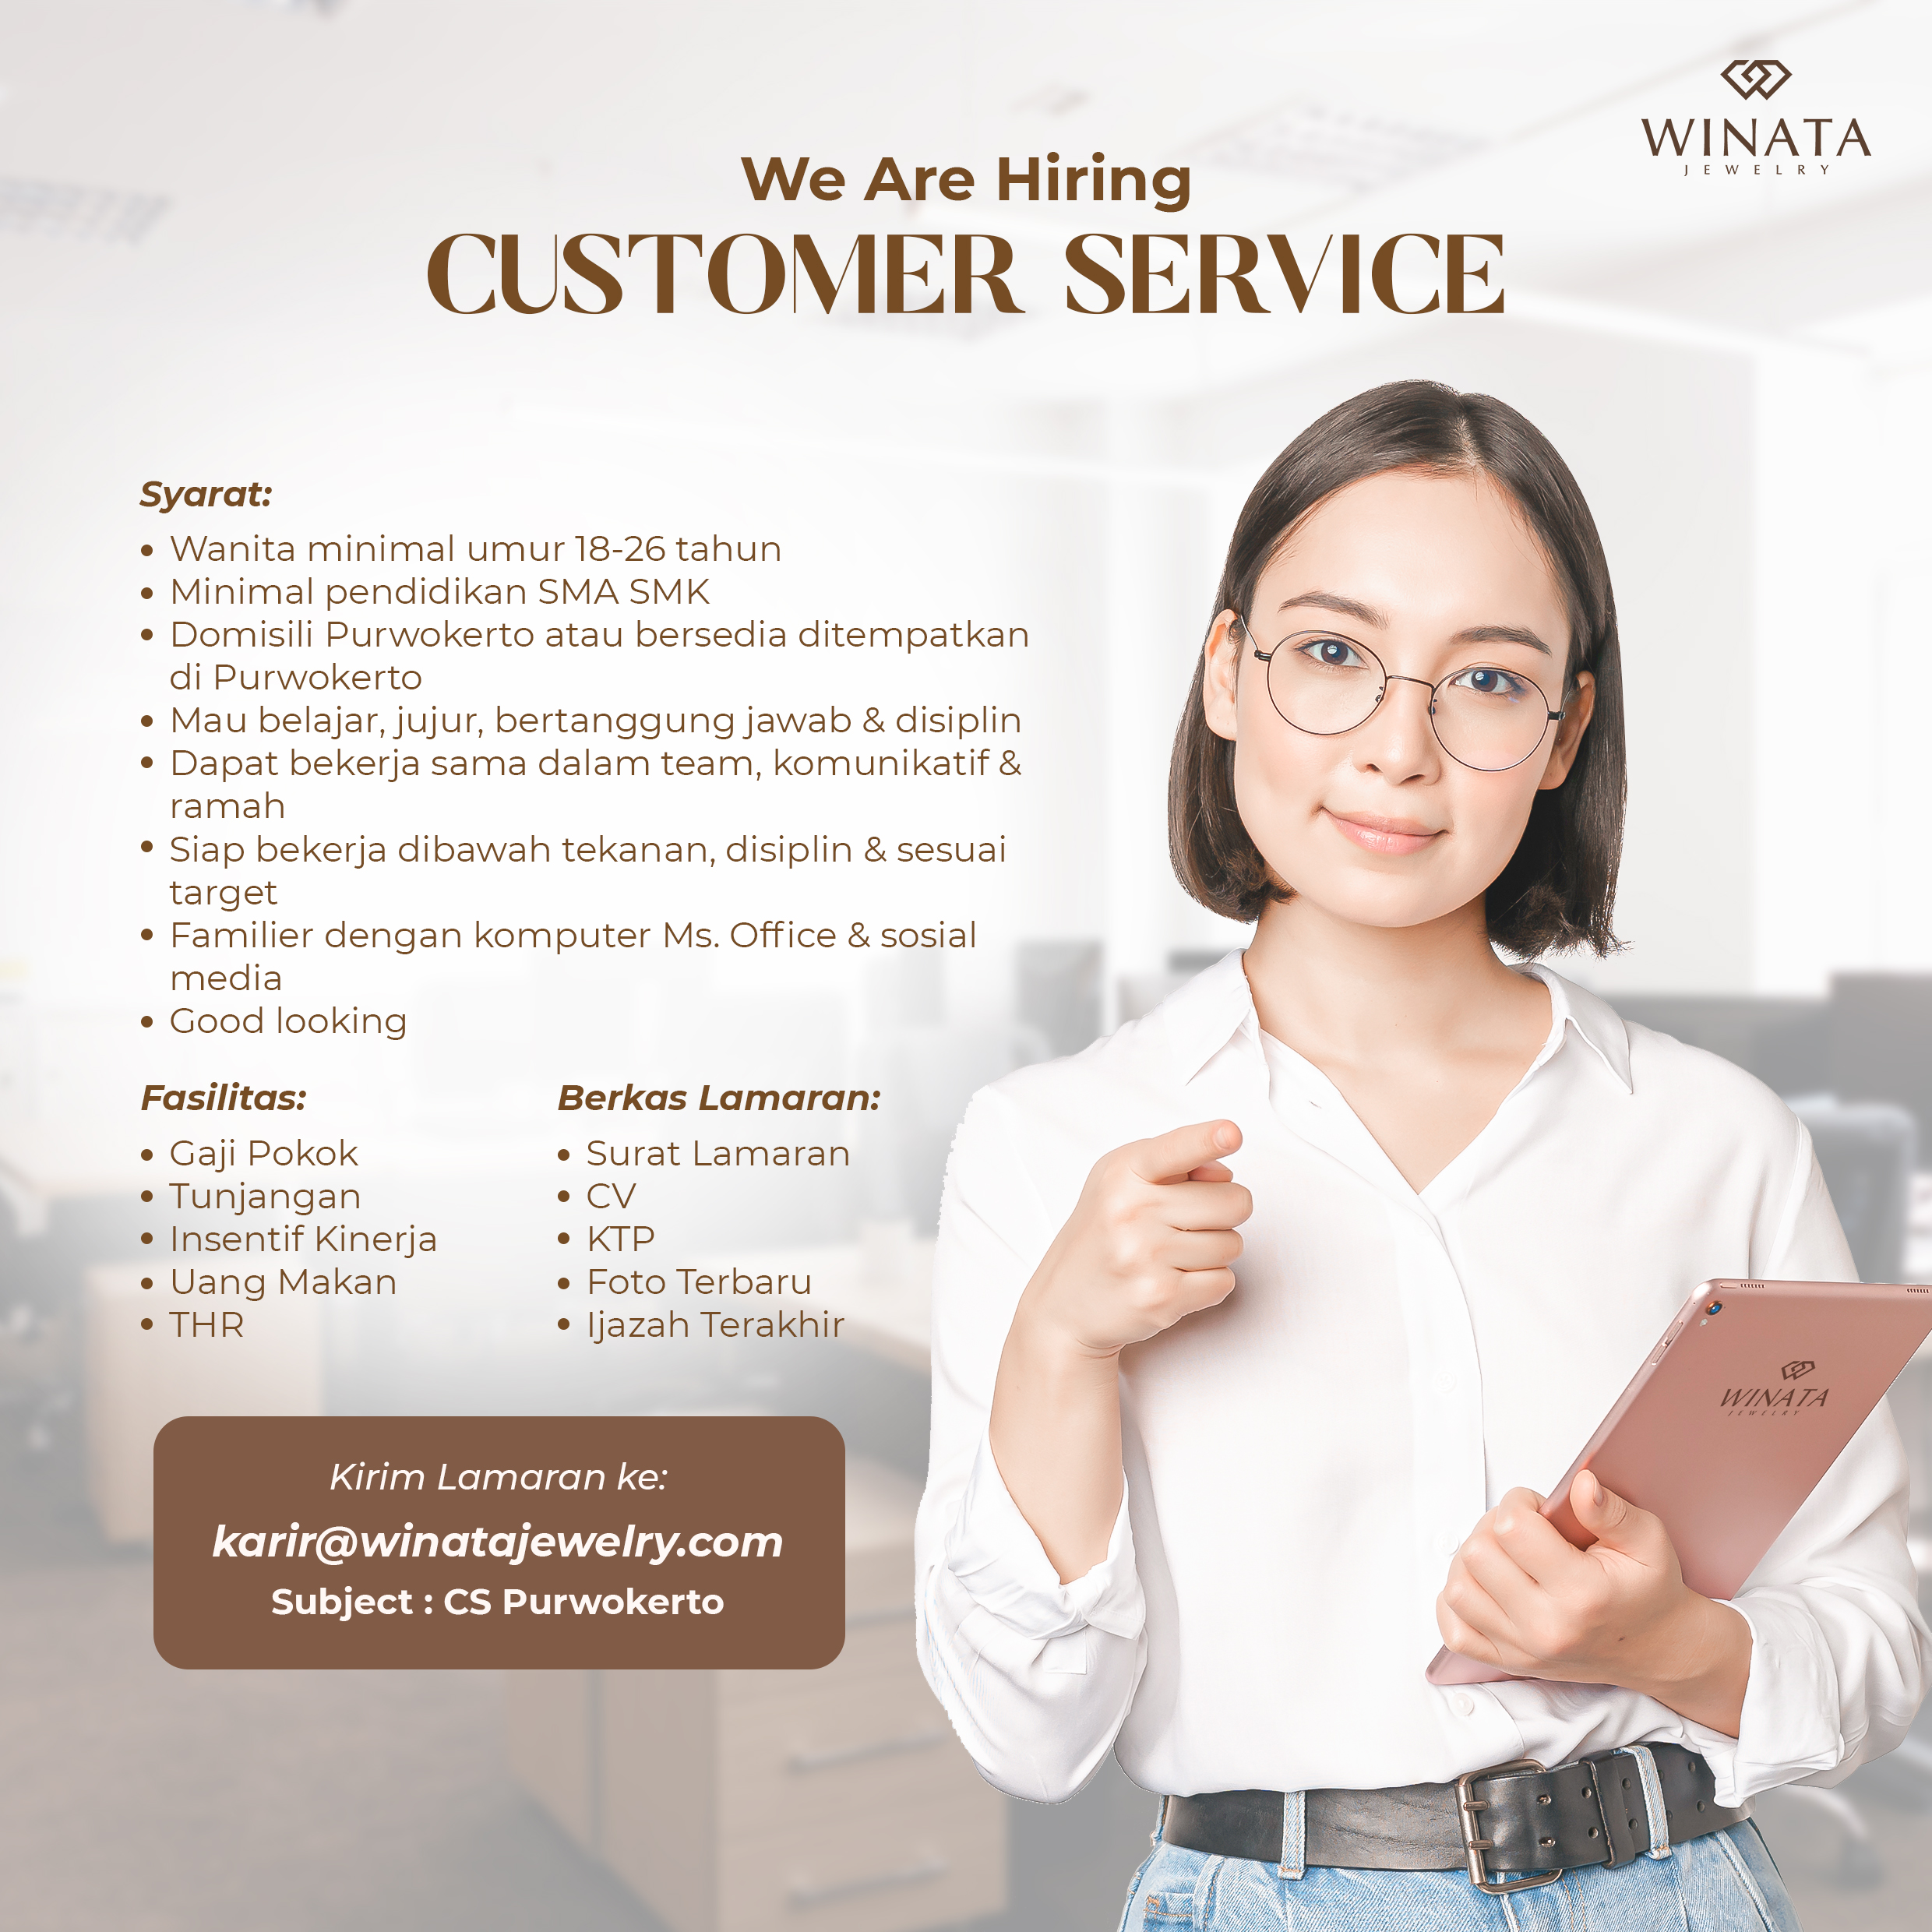 WINATA
JEWELRY
We Are Hiring
CUSTOMER SERVICE
Syarat:
• Wanita minimal umur 18-26 tahun
• Minimal pendidikan SMA SMK
• Domisili Purwokerto atau bersedia ditempatkan
di Purwokerto
• Mau belajar, jujur, bertanggung jawab & disiplin
• Dapat bekerja sama dalam team, komunikatif &
ramah
• Siap bekerja dibawah tekanan, disiplin & sesuai
target
• Familier dengan komputer Ms. Office & sosial
media
• Good looking
Fasilitas:
• Gaji Pokok
• Tunjangan
• Insentif Kinerja
• Uang Makan
• THR
Berkas Lamaran:
• Surat Lamaran
• CV
• KTP
• Foto Terbaru
• Ijazah Terakhir
Kirim Lamaran ke:
karir@winatajewelry.com
Subject : CS Purwokerto
WINATA
JEWELRY